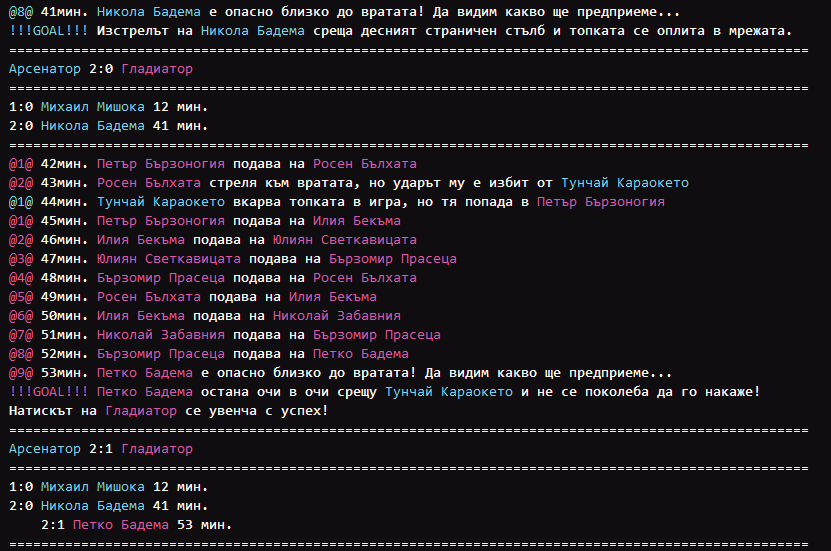 @8@ 41мин. Никола Бадема е опасно близко до вратата! Да видим какво ще предприеме...
!!!GOAL!!! Изстрелът на Никола Бадема среща десният страничен стълб и топката се оплита в мрежата.
====================================================================================================
Арсенатор 2:0 Гладиатор
====================================================================================================
1:0 Михаил Мишока 12 мин.
2:0 Никола Бадема 41 мин.
====================================================================================================
@1@ 42мин. Петър Бързоногия подава на Росен Бълхата
@2@ 43мин. Росен Бълхата стреля към вратата, но ударът му е избит от Тунчай Караокето
@1@ 44мин. Тунчай Караокето вкарва топката в игра, но тя попада в Петър Бързоногия
@1@ 45мин. Петър Бързоногия подава на Илия Бекъма
@2@ 46мин. Илия Бекъма подава на Юлиян Светкавицата
@3@ 47мин. Юлиян Светкавицата подава на Бързомир Прасеца
@4@ 48мин. Бързомир Прасеца подава на Росен Бълхата
@5@ 49мин. Росен Бълхата подава на Илия Бекъма
@6@ 50мин. Илия Бекъма подава на Николай Забавния
@7@ 51мин. Николай Забавния подава на Бързомир Прасеца
@8@ 52мин. Бързомир Прасеца подава на Петко Бадема
@9@ 53мин. Петко Бадема е опасно близко до вратата! Да видим какво ще предприеме...
!!!GOAL!!! Петко Бадема остана очи в очи срещу Тунчай Караокето и не се поколеба да го накаже!
Натискът на Гладиатор се увенча с успех!
====================================================================================================
Арсенатор 2:1 Гладиатор
====================================================================================================
1:0 Михаил Мишока 12 мин.
2:0 Никола Бадема 41 мин.
    2:1 Петко Бадема 53 мин.
====================================================================================================